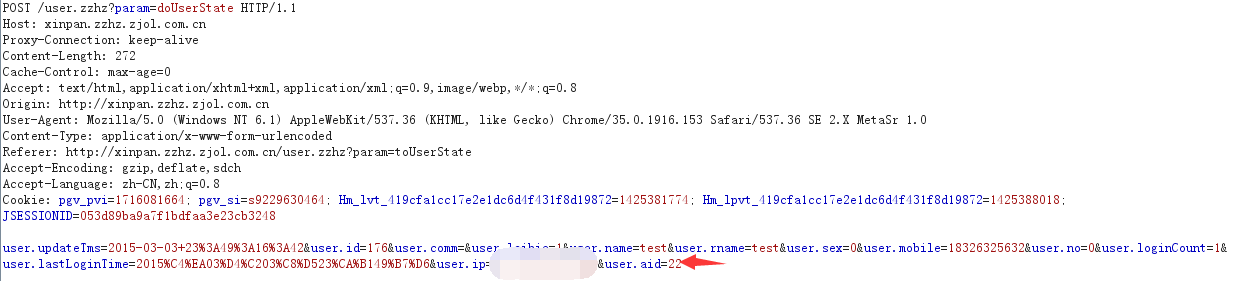 POST /user.zzhz?param=doUserState HTTP/1.1
Host: xinpan.zzhz.zjol.com.cn
Proxy-Connection: keep-alive
Content-Length: 272
Cache-Control: max-age=0
Accept: text/html,application/xhtml+xml,application/xml;q=0.9,image/webp,*/*;q=0.8
Origin: http://xinpan.zzhz.zjol.com.cn
User-Agent: Mozilla/5.0 (Windows NT 6.1) AppleWebKit/537.36 (KHTML, like Gecko) Chrome/35.0.1916.153 Safari/537.36 SE 2.X MetaSr 1.0
Content-Type: application/x-www-form-urlencoded
Referer: http://xinpan.zzhz.zjol.com.cn/user.zzhz?param=toUserState
Accept-Encoding: gzip,deflate,sdch
Accept-Language: zh-CN,zh;q=0.8
Cookie: pgv_pvi=1716081664; pgv_si=s9229630464; Hm_lvt_419cfa1cc17e2e1dc6d4f431f8d19872=1425381774; Hm_lpvt_419cfa1cc17e2e1dc6d4f431f8d19872=1425388018;
JSESSIONID=053d89ba9a7f1bdfaa3e23cb3248
user.updateTms=2015-03-03+23%3A49%3A16%3A42&user.id=176&user.comm=&user.leibie=1&user.name=test&user.rname=test&user.sex=0&user.mobile=18326325632&user.no=0&user.loginCount=1&
user.lastLoginTime=2015%C4%EA03%D4%C203%C8%D523%CA%B149%B7%D6&user.ip= &user.aid=22